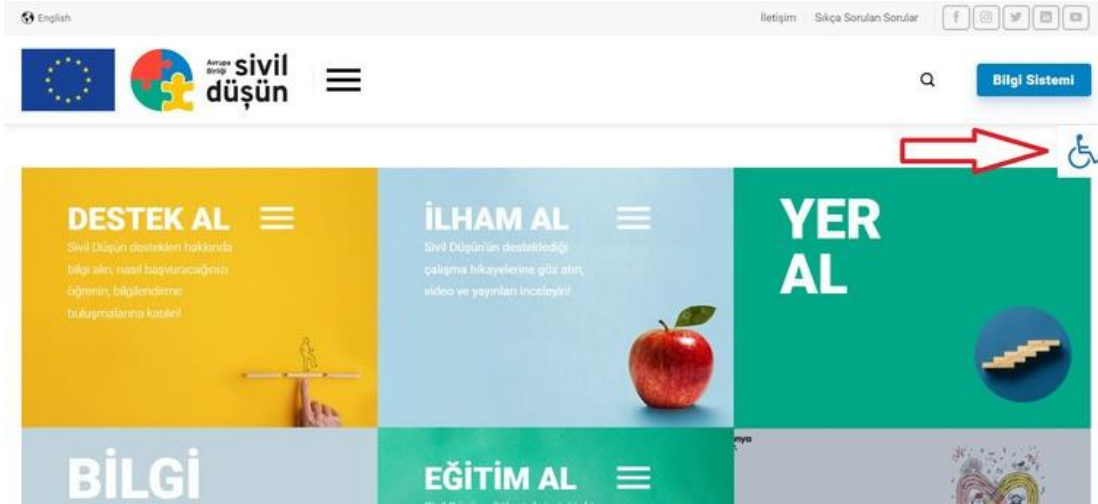 English
İletişim Sıkça Sorulan Sorular
Bilgi Sistemi
Avrupa Birliği sivil
düşün
DESTEK AL
Sivil Düşün destekleri hakkında
bilgi alın, nasıl başvuracağınızı
öğrenin, bilgilendirme
buluşmalarına katılın!
İLHAM AL
Sivil Düşün'ün desteklediği
çalışma hikayelerine göz atın,
video ve yayınları inceleyin!
YER
AL
BİLGİ
EĞİTİM AL